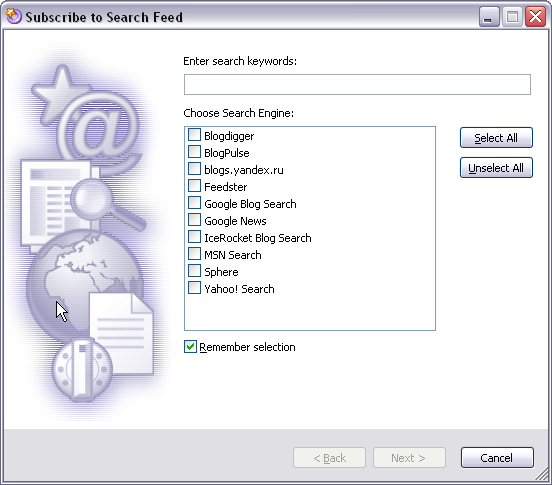 Subscribe to Search Feed
Enter search keywords:
Choose Search Engine:
Blogdigger
BlogPulse
blogs.yandex.ru
Feedster
Google Blog Search
Google News
IceRocket Blog Search
MSN Search
Sphere
Yahoo! Search
Select All
Unselect All
Remember selection
< Back
Next >
Cancel